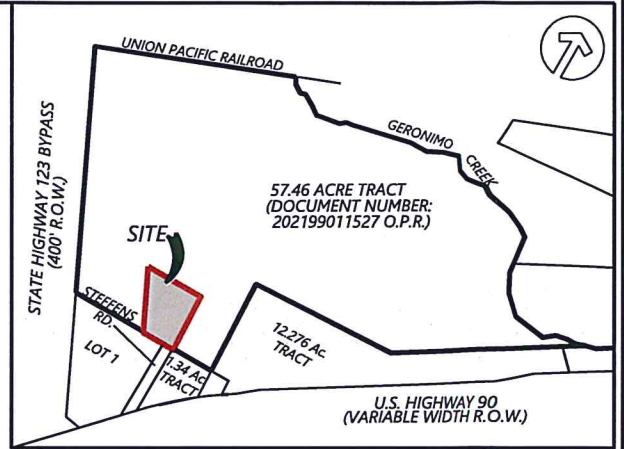 UNION PACIFIC RAILROAD
GERONIMO
CREEK
STATE HIGHWAY 123 BYPASS
(400' R.O.W.)
57.46 ACRE TRACT
(DOCUMENT NUMBER:
202199011527 O.P.R.)
SITE
STEFFENS
RD.
LOT 1
1.34 Ac.
TRACT
12.276 Ac.
TRACT
U.S. HIGHWAY 90
(VARIABLE WIDTH R.O.W.)